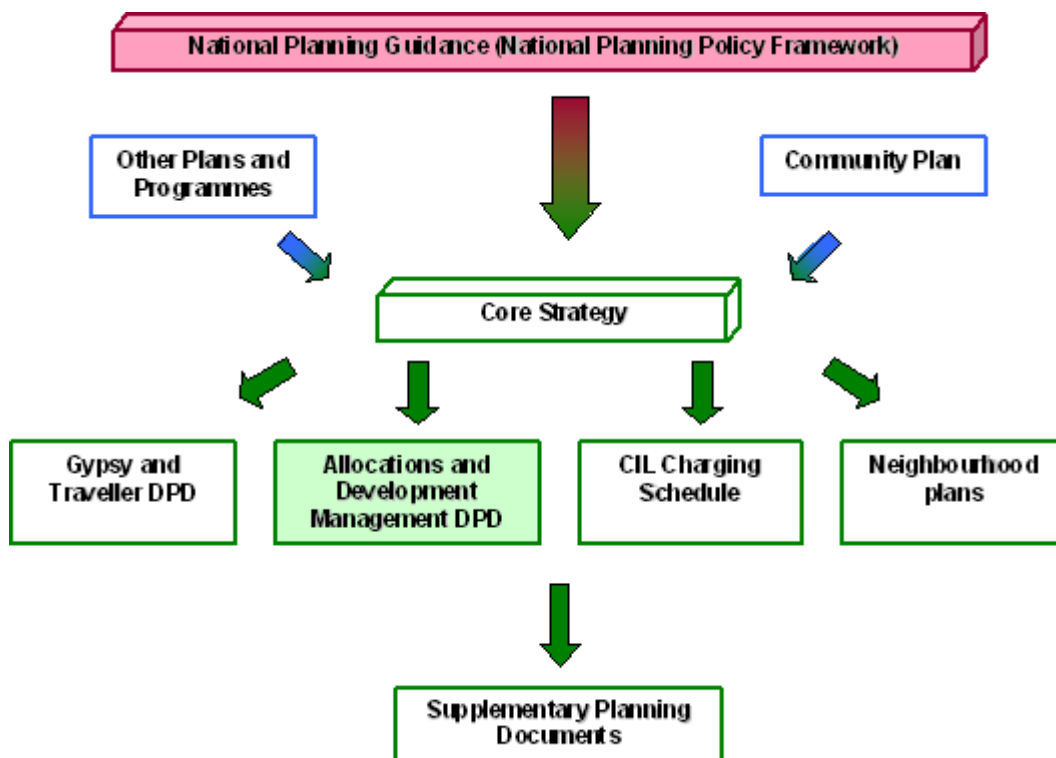 National Planning Guidance (National Planning Policy Framework)
Other Plans and
Programmes
Community Plan
Core Strategy
Gypsy and
Traveller DPD
Allocations and
Development
Management DPD
CIL Charging
Schedule
Neighbourhood
plans
Supplementary Planning
Documents